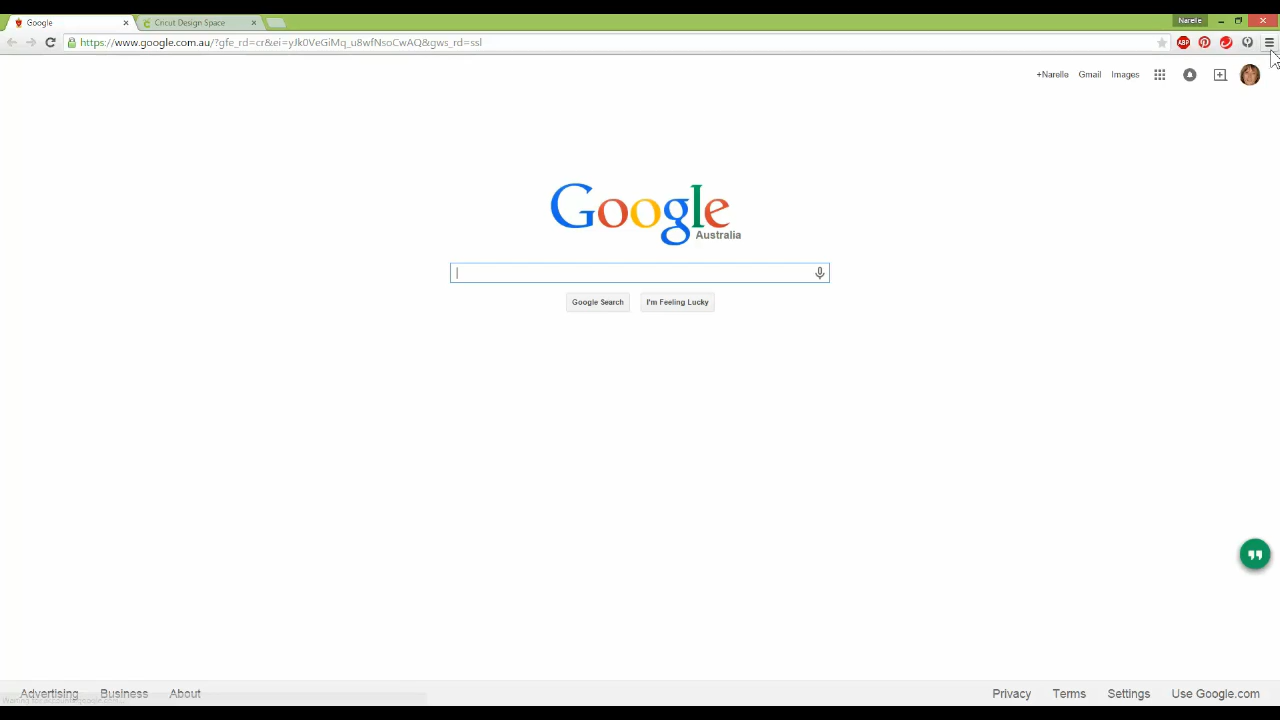 Google
Cricut Design Space
Narelle
https://www.google.com.au/?gfe_rd=cr&ei=yJk0VeGiMq_u8wfNsoCwAQ&gws_rd=ssl
ABP
+Narelle
Gmail
Images
Google
Australia
Google Search
I'm Feeling Lucky
Advertising
Business
About
Privacy
Terms
Settings
Use Google.com